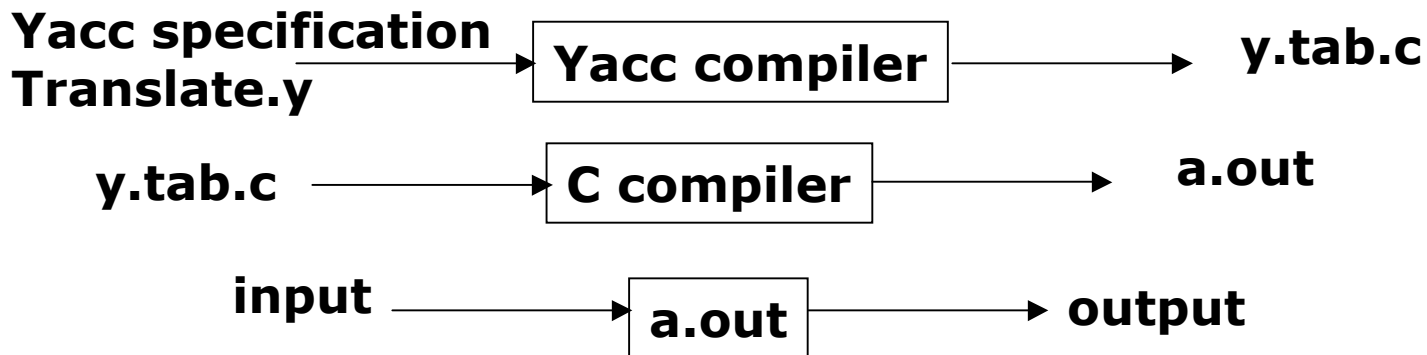 Yacc specification
Translate.y
Yacc compiler
y.tab.c
y.tab.c
C compiler
a.out
input
a.out
output